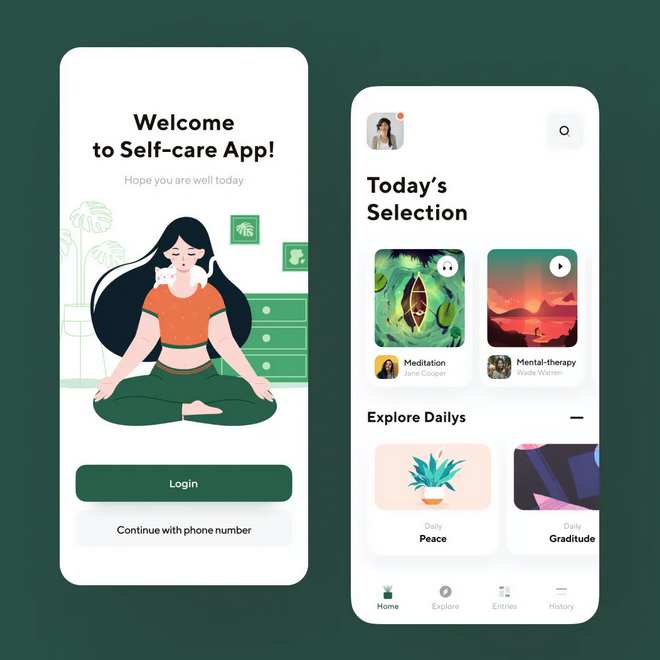 Welcome
to Self-care App!
Hope you are well today
Login
Continue with phone number
Today's
Selection
Meditation
Jane Cooper
Mental-therapy
Wade Warren
Explore Dailys
Daily
Peace
Daily
Graditude
Home
Explore
Entries
History